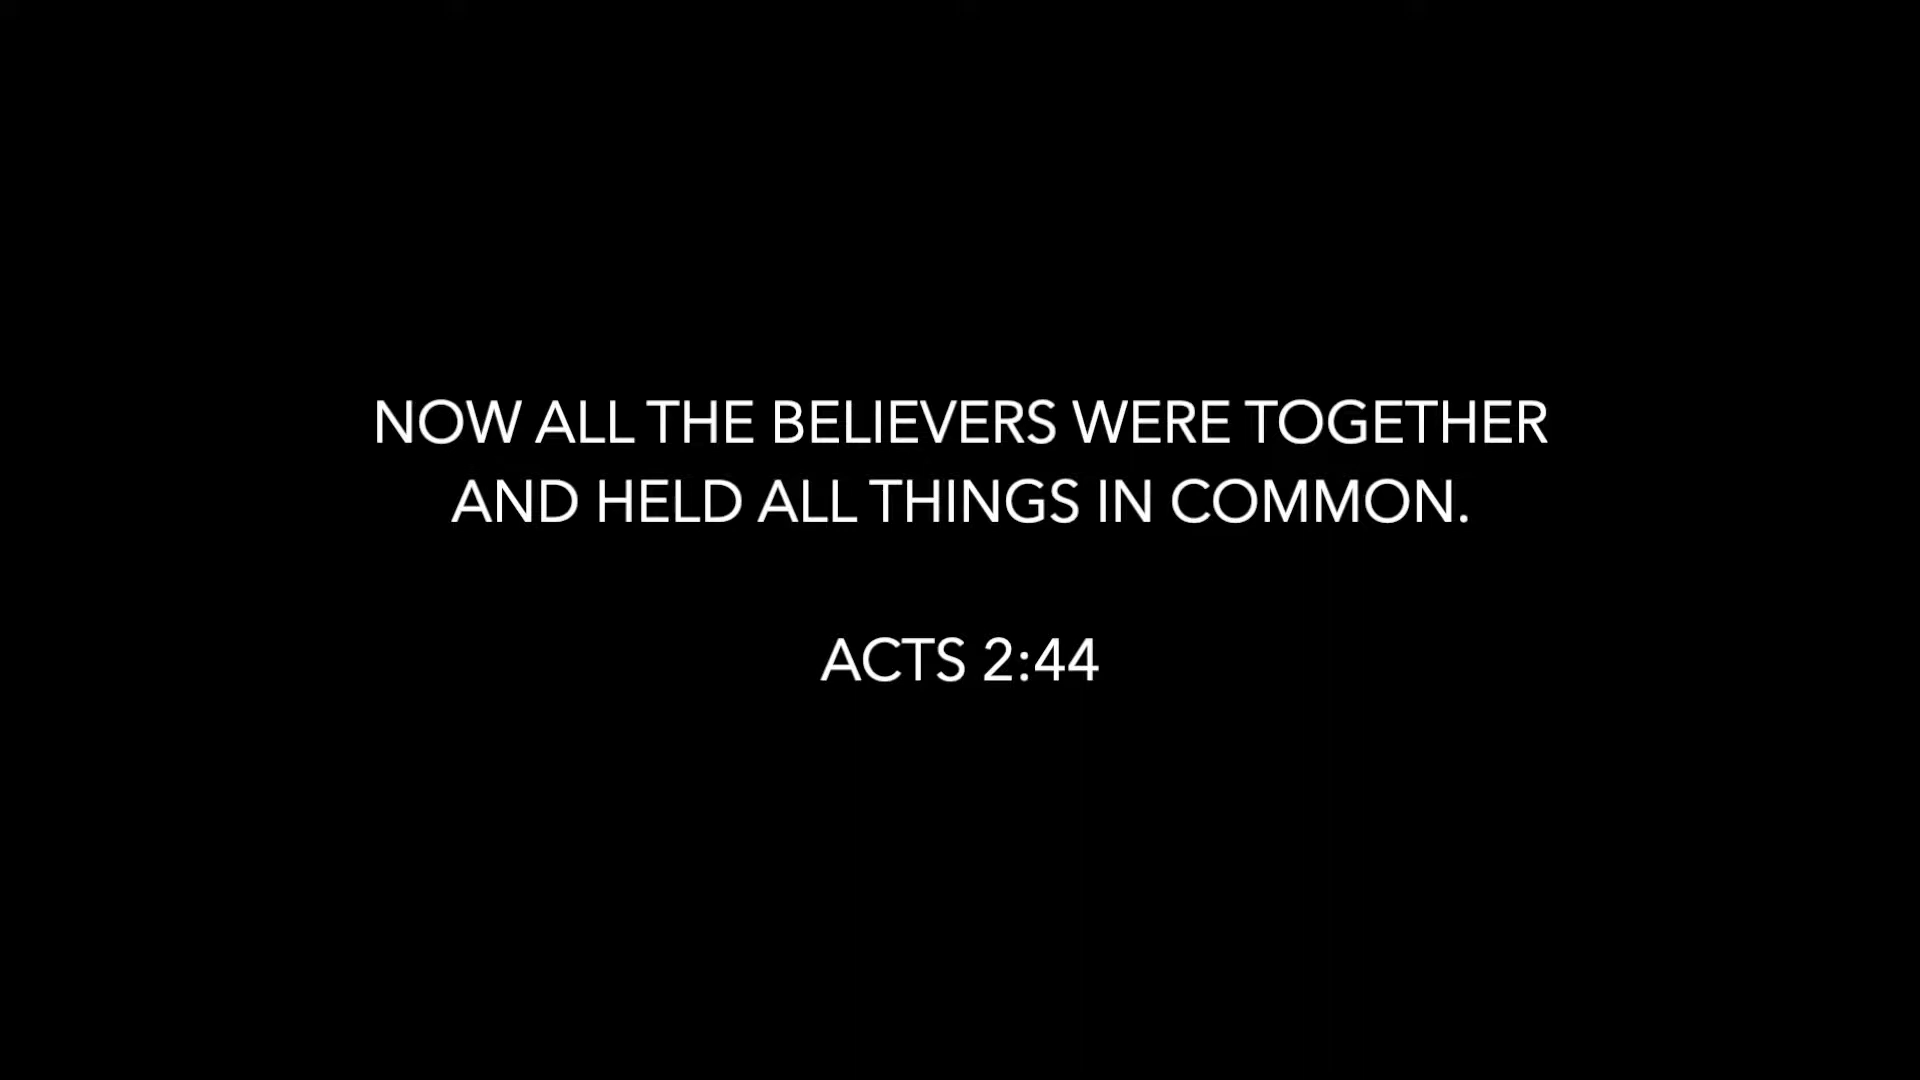 NOW ALL THE BELIEVERS WERE TOGETHER
AND HELD ALL THINGS IN COMMON.
ACTS 2:44